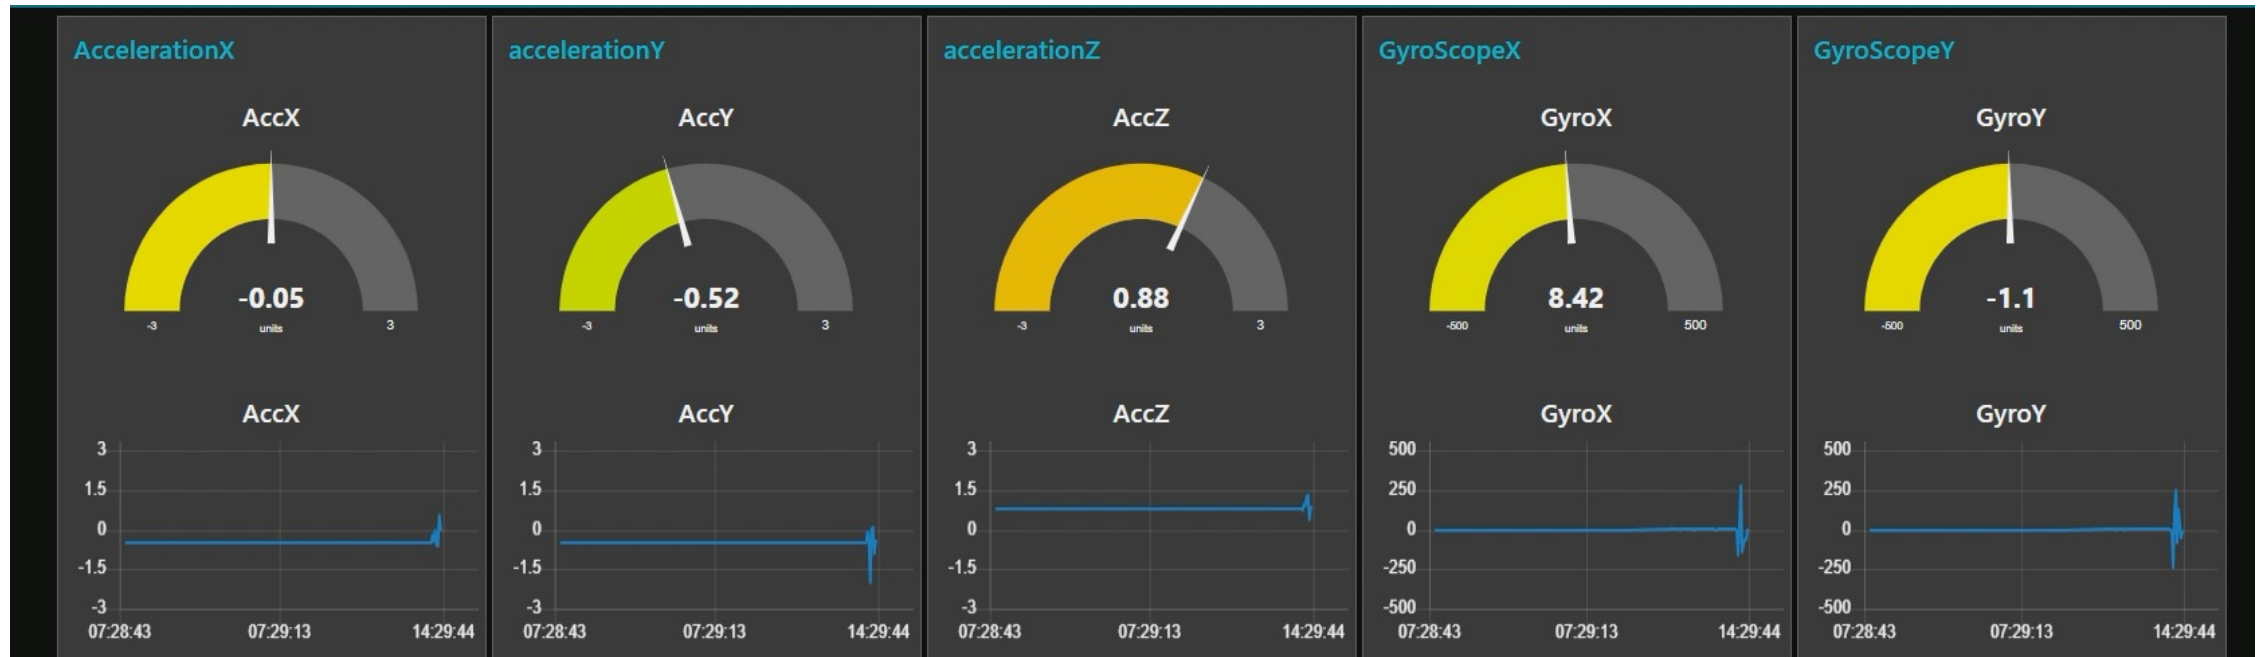 AccelerationX
AccX
-0.05
-3 units 3
AccX
3
1.5
0
-1.5
-3
07:28:43 07:29:13 14:29:44
accelerationY
AccY
-0.52
-3 units 3
AccY
3
1.5
0
-1.5
-3
07:28:43 07:29:13 14:29:44
accelerationZ
AccZ
0.88
-3 units 3
AccZ
3
1.5
0
-1.5
-3
07:28:43 07:29:13 14:29:44
GyroScopeX
GyroX
8.42
-500 units 500
GyroX
500
250
0
-250
-500
07:28:43 07:29:13 14:29:44
GyroScopeY
GyroY
-1.1
-500 units 500
GyroY
500
250
0
-250
-500
07:28:43 07:29:13 14:29:44